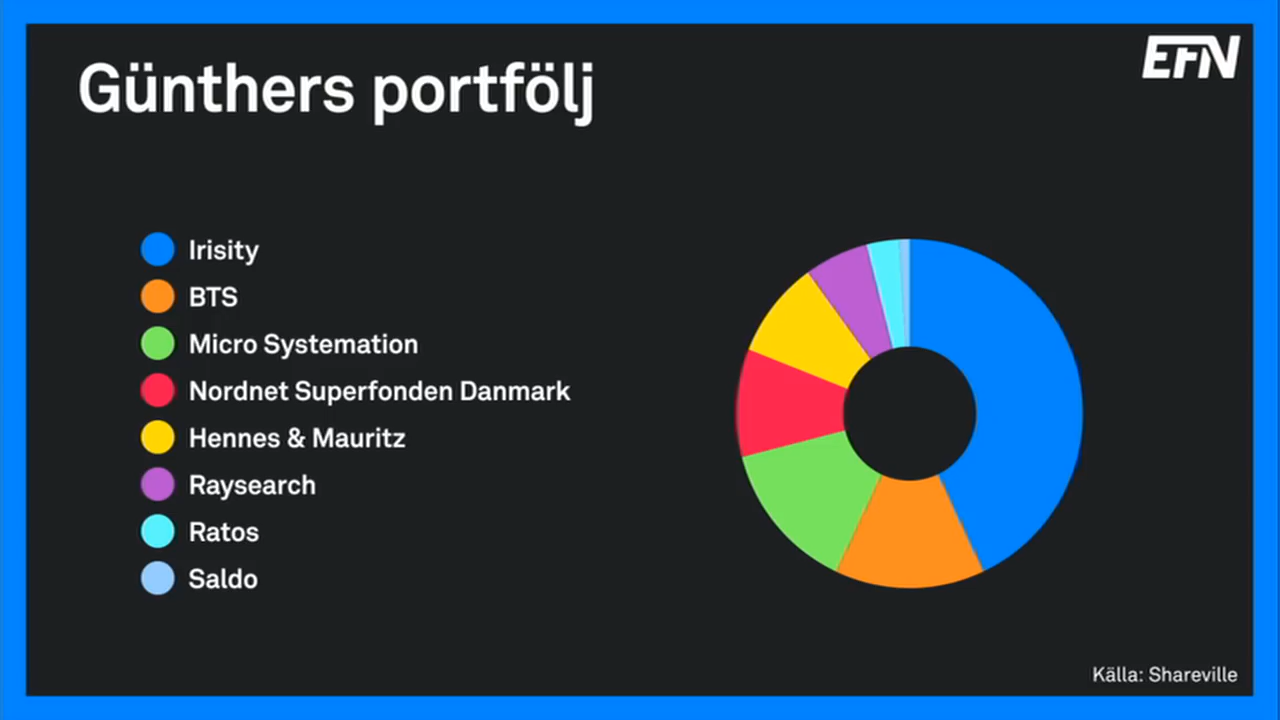 EFN
Günthers portfölj
Irisity
BTS
Micro Systemation
Nordnet Superfonden Danmark
Hennes & Mauritz
Raysearch
Ratos
Saldo
Källa: Shareville